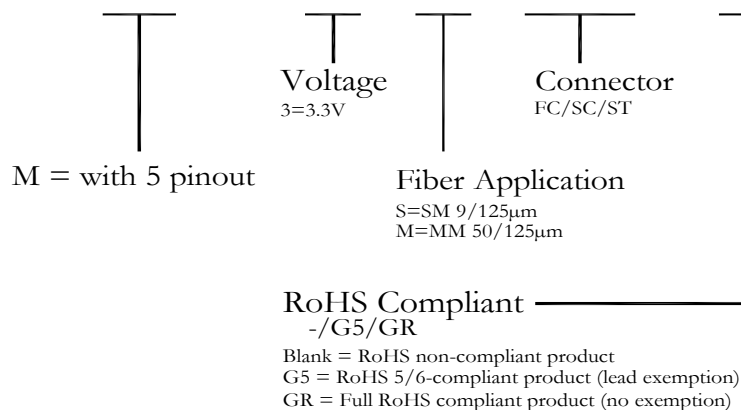 Voltage
3=3.3V
Connector
FC/SC/ST
M = with 5 pinout
Fiber Application
S=SM 9/125μm
M=MM 50/125μm
RoHS Compliant
-/G5/GR
Blank = RoHS non-compliant product
G5 = RoHS 5/6-compliant product (lead exemption)
GR = Full RoHS compliant product (no exemption)